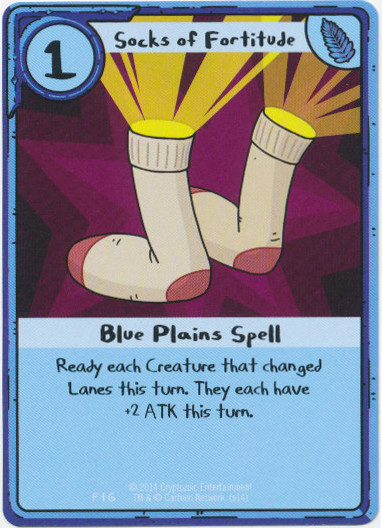 1
Socks of Fortitude
Blue Plains Spell
Ready each Creature that changed
Lanes this turn. They each have
+2 ATK this turn.
© 2014 Cryptozoic Entertainment
TM & © Cartoon Network. (s14)